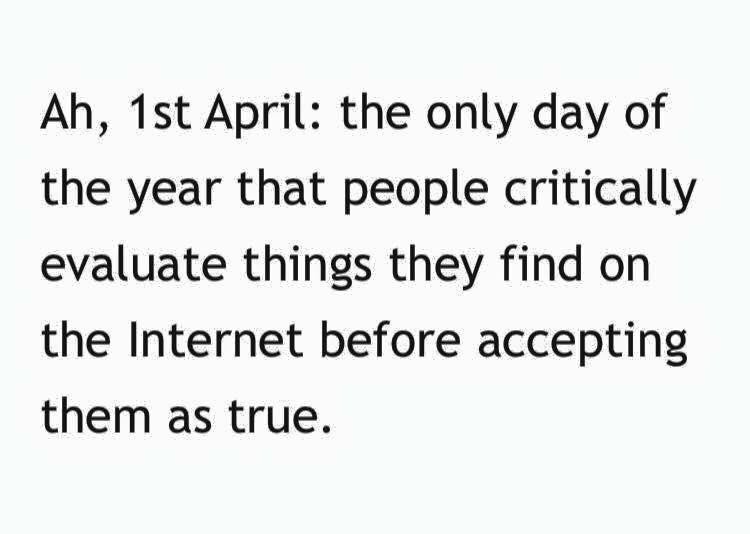 Ah, 1st April: the only day of
the year that people critically
evaluate things they find on
the Internet before accepting
them as true.